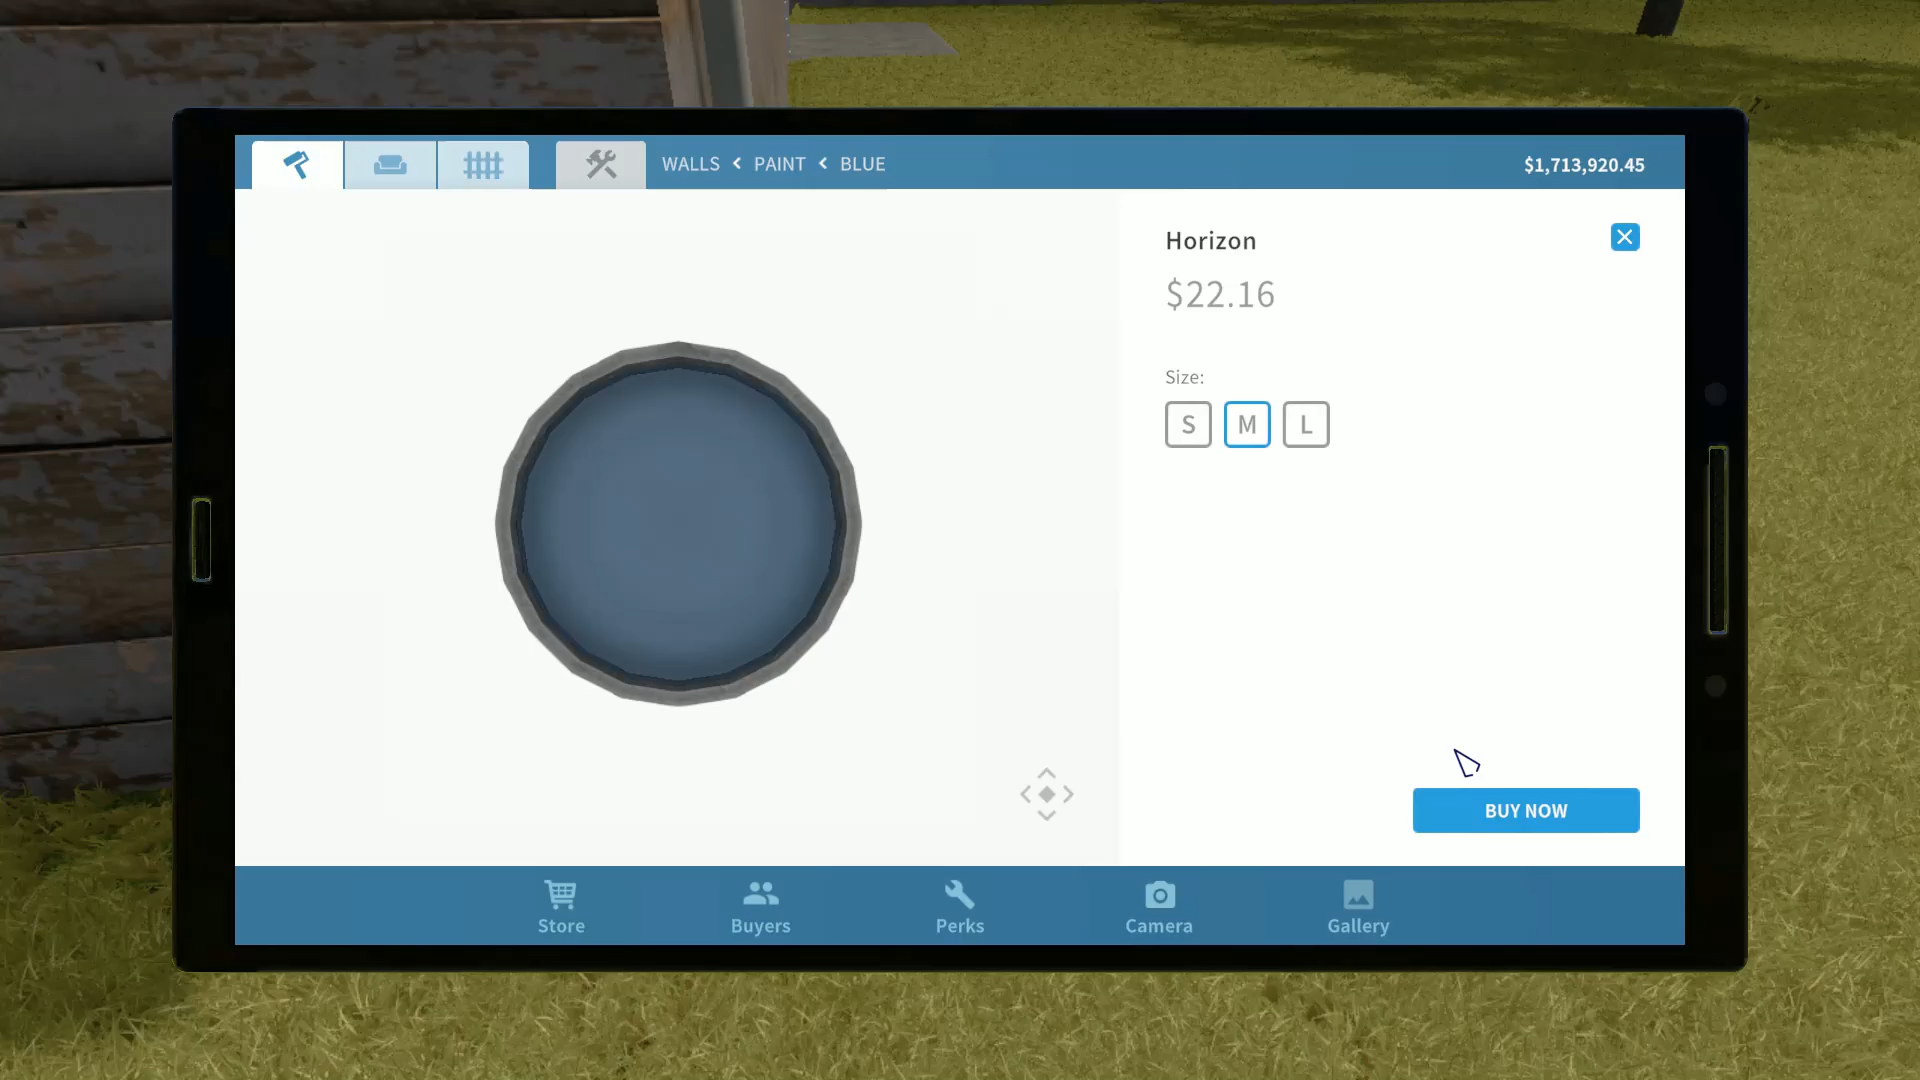 WALLS < PAINT < BLUE
$1,713,920.45
Horizon
$22.16
Size:
S M L
BUY NOW
Store Buyers Perks Camera Gallery